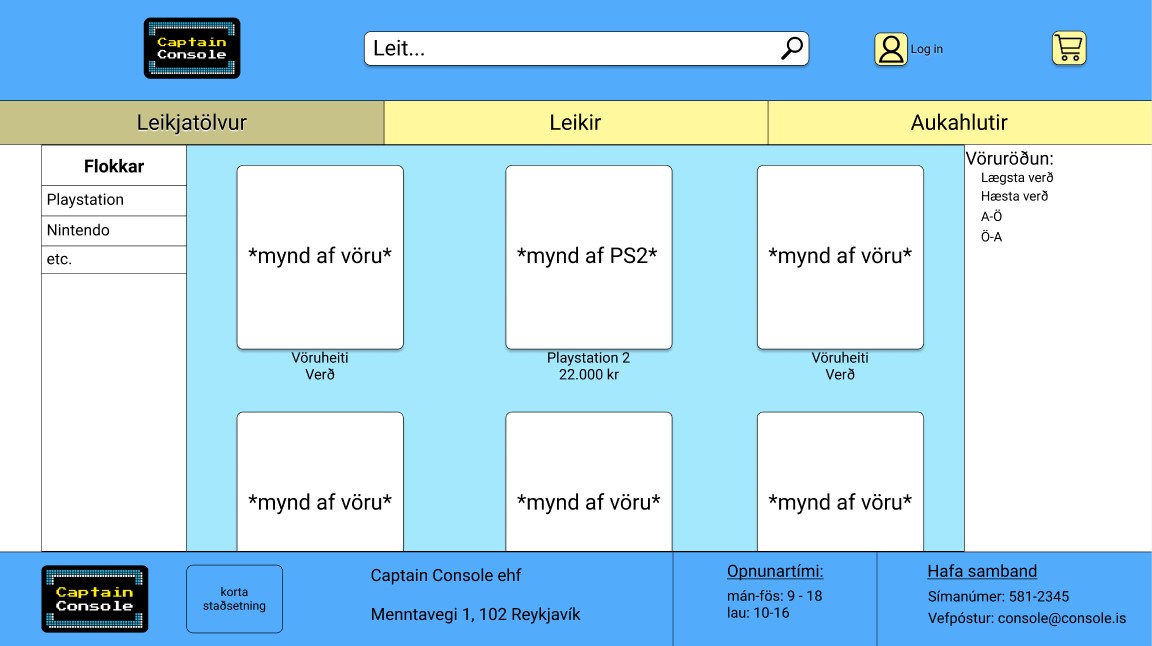 Captain
Console
Leit...
Log in
Leikjatölvur
Leikir
Aukahlutir
Flokkar
Playstation
Nintendo
etc.
*mynd af vöru*
Vöruheiti
Verð
*mynd af PS2*
Playstation 2
22.000 kr
*mynd af vöru*
Vöruheiti
Verð
*mynd af vöru*
*mynd af vöru*
*mynd af vöru*
Vöruröðun:
Lægsta verð
Hæsta verð
A-Ö
Ö-A
Captain
Console
korta
staðsetning
Captain Console ehf
Menntavegi 1, 102 Reykjavík
Opnunartími:
mán-fös: 9 - 18
lau: 10-16
Hafa samband
Símanúmer: 581-2345
Vefpóstur: console@console.is